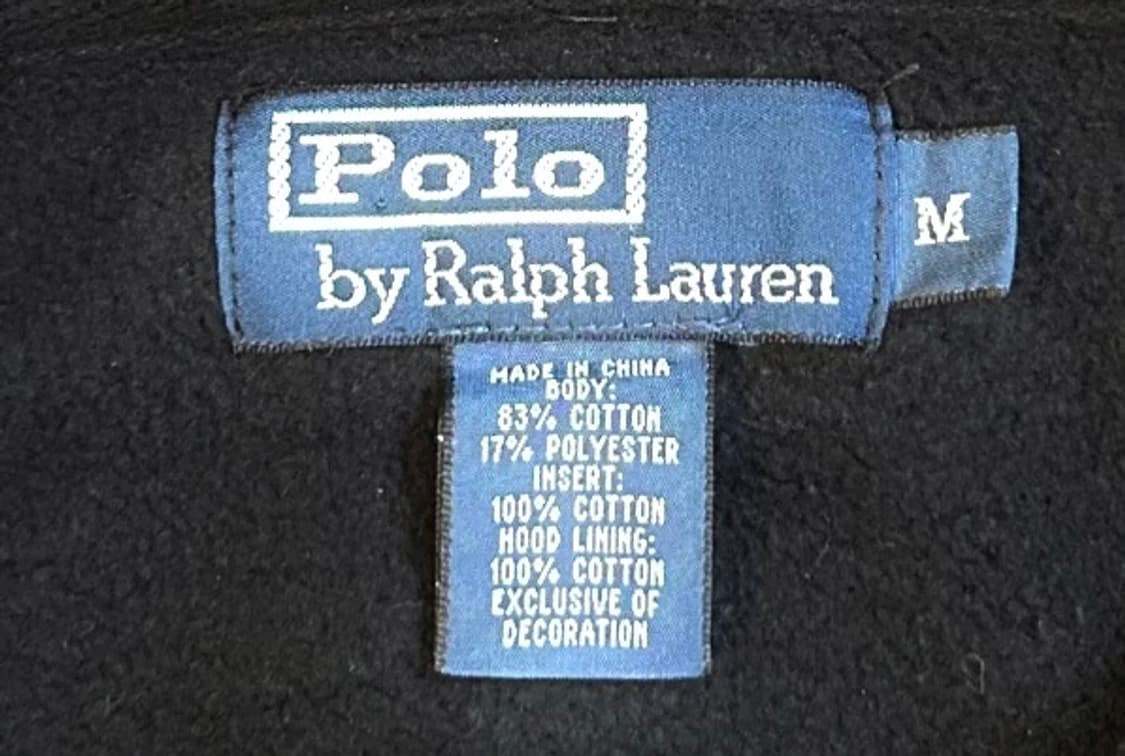 Polo
by Ralph Lauren
M
MADE IN CHINA
BODY:
83% COTTON
17% POLYESTER
INSERT:
100% COTTON
HOOD LINING:
100% COTTON
EXCLUSIVE OF
DECORATION